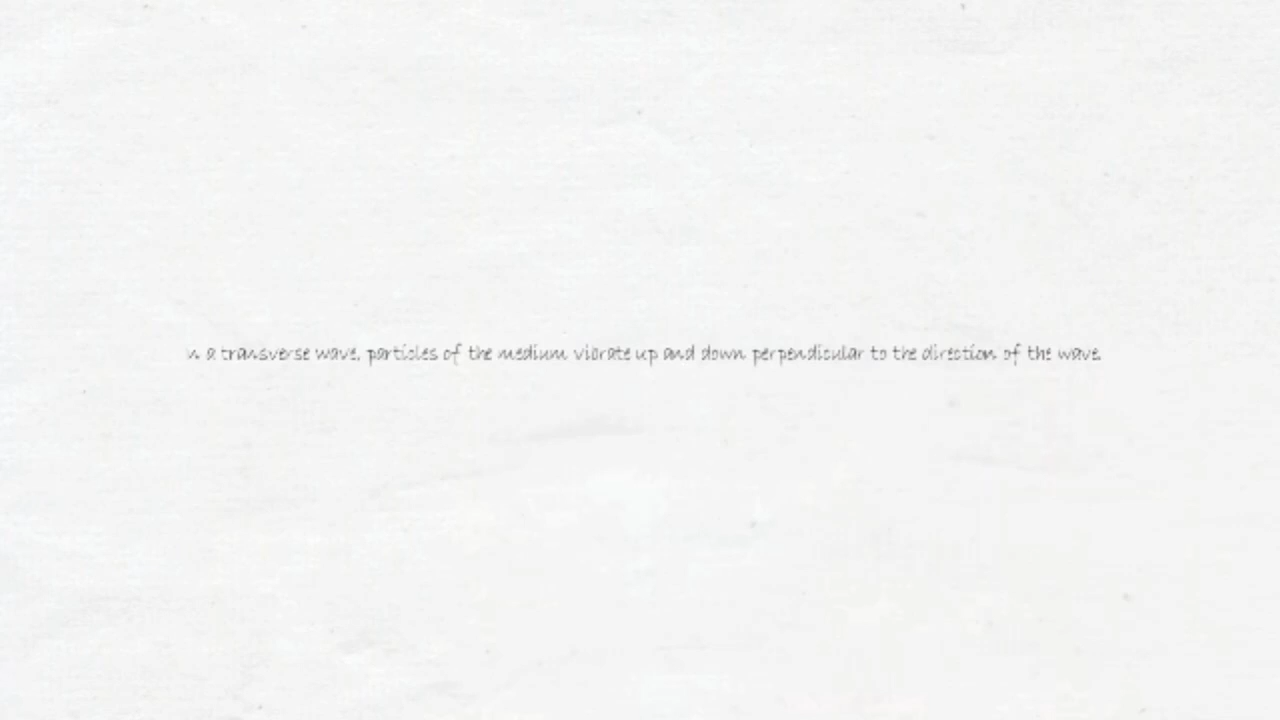 n a transverse wave, particles of the medium vibrate up and down perpendicular to the direction of the wave.